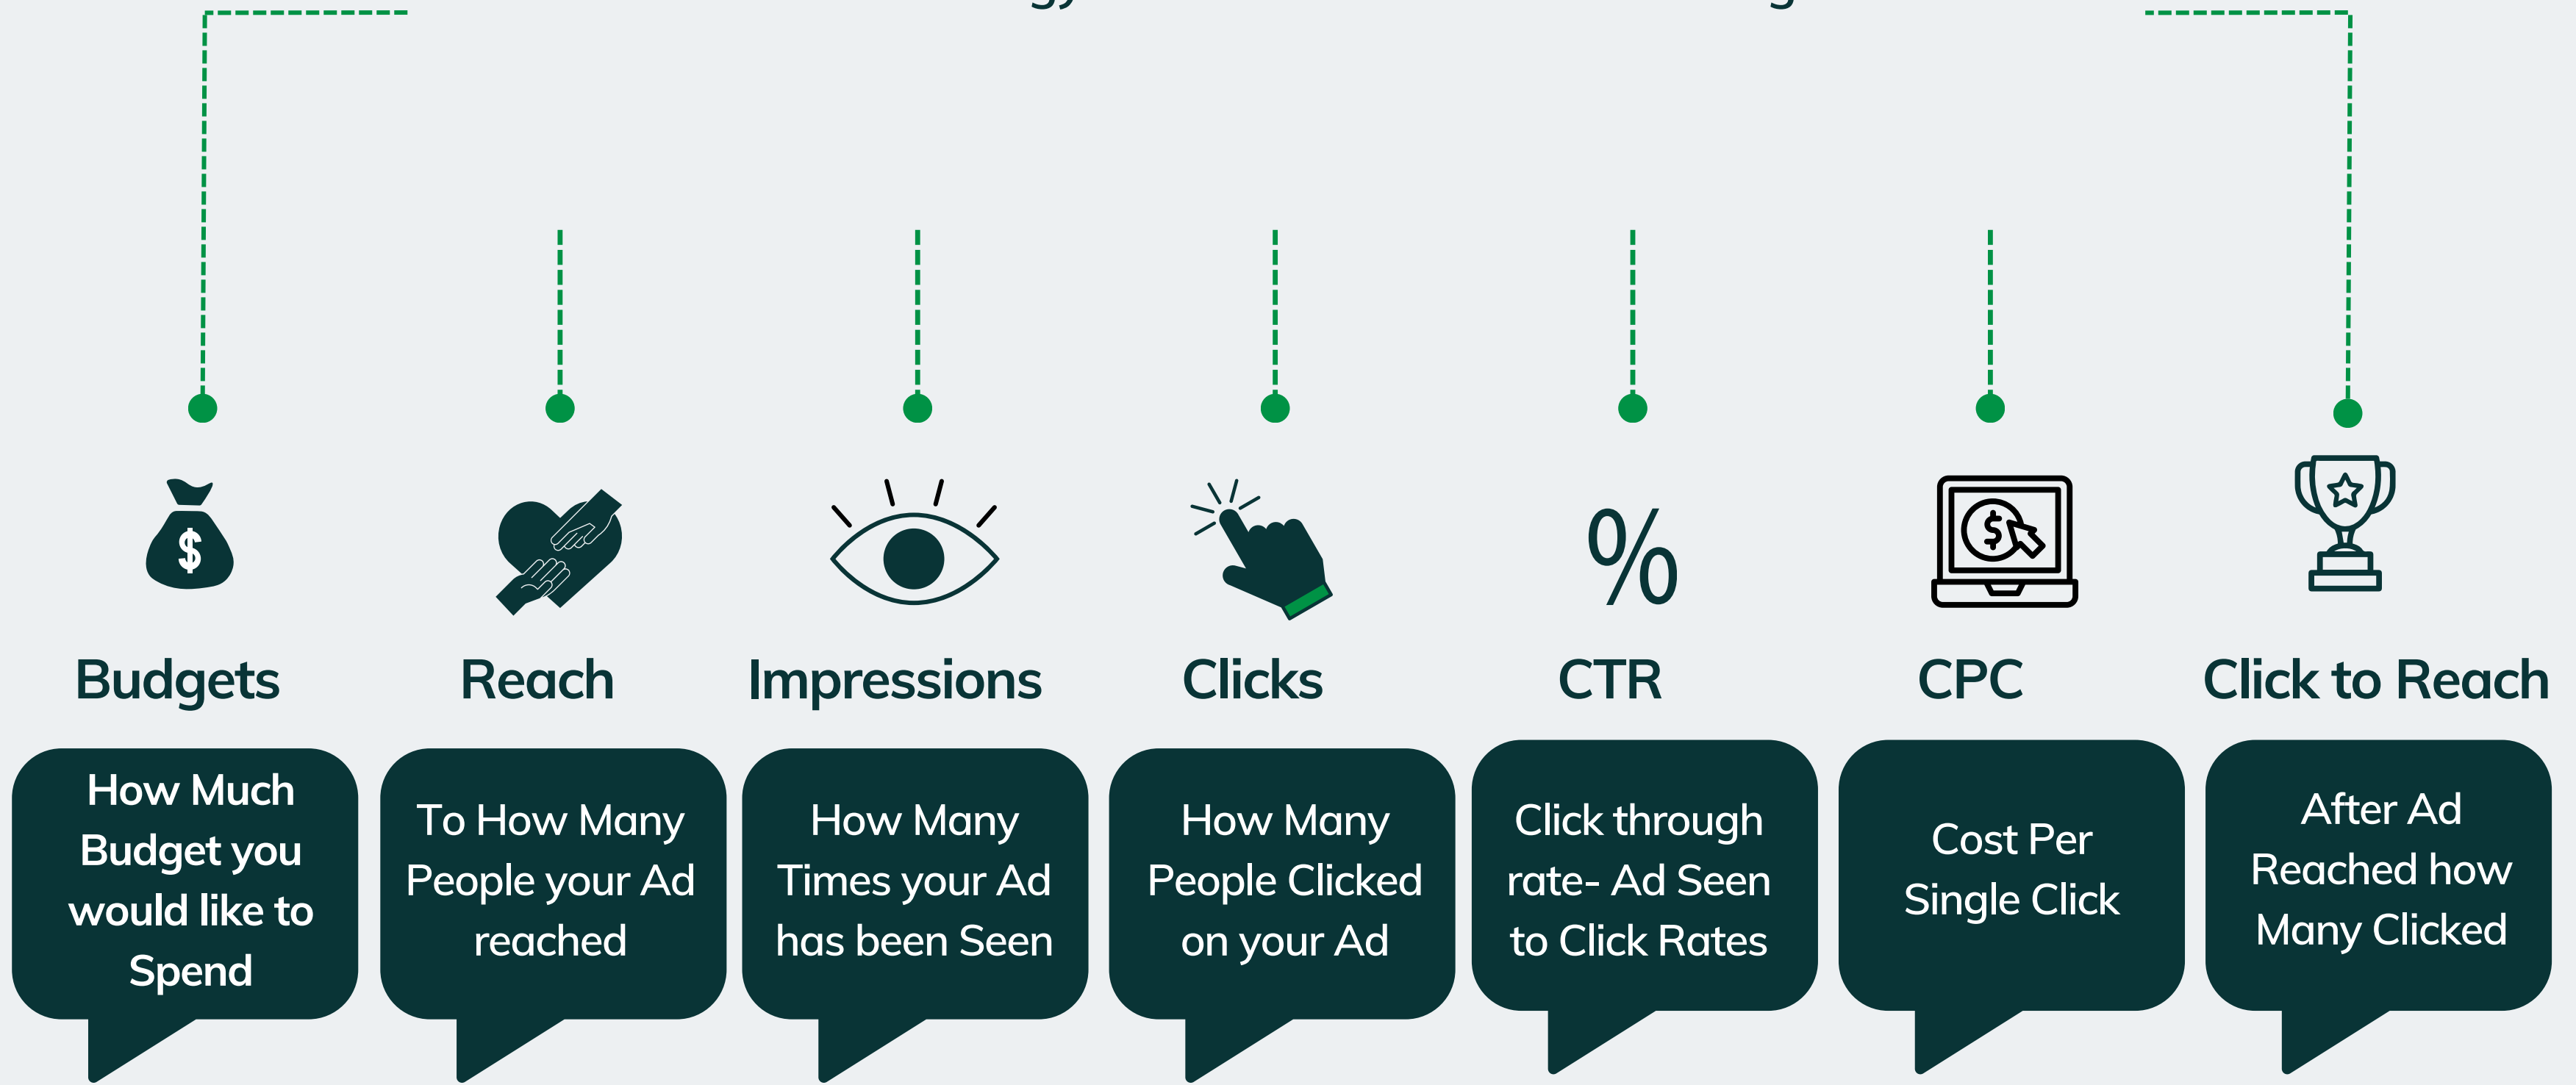 Budgets
Reach
Impressions
Clicks
%
CTR
CPC
Click to Reach
How Much
Budget you
would like to
Spend
To How Many
People your Ad
reached
How Many
Times your Ad
has been Seen
How Many
People Clicked
on your Ad
Click through
rate- Ad Seen
to Click Rates
Cost Per
Single Click
After Ad
Reached how
Many Clicked